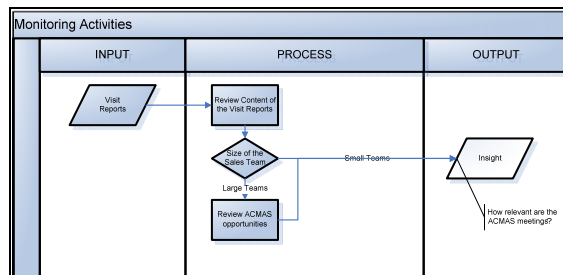 Monitoring Activities
INPUT
PROCESS
OUTPUT
Visit
Reports
Review Content of
the Visit Reports
Size of the
Sales Team
Small Teams
Insight
Large Teams
Review ACMAS
opportunities
How relevant are the
ACMAS meetings?